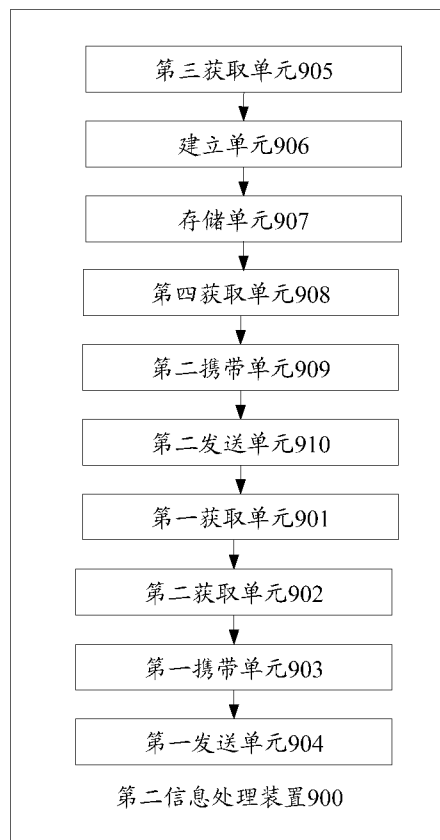 第三获取单元905
建立单元906
存储单元907
第四获取单元908
第二携带单元909
第二发送单元910
第一获取单元901
第二获取单元902
第一携带单元903
第一发送单元904
第二信息处理装置900